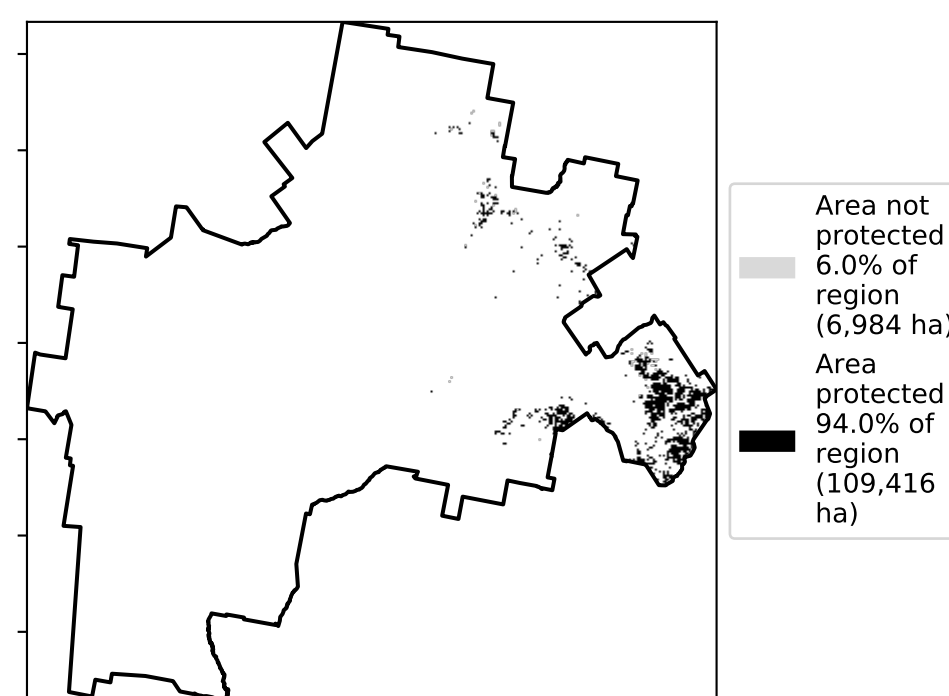 Area not
protected
6.0% of
region
(6,984 ha)
Area
protected
94.0% of
region
(109,416
ha)